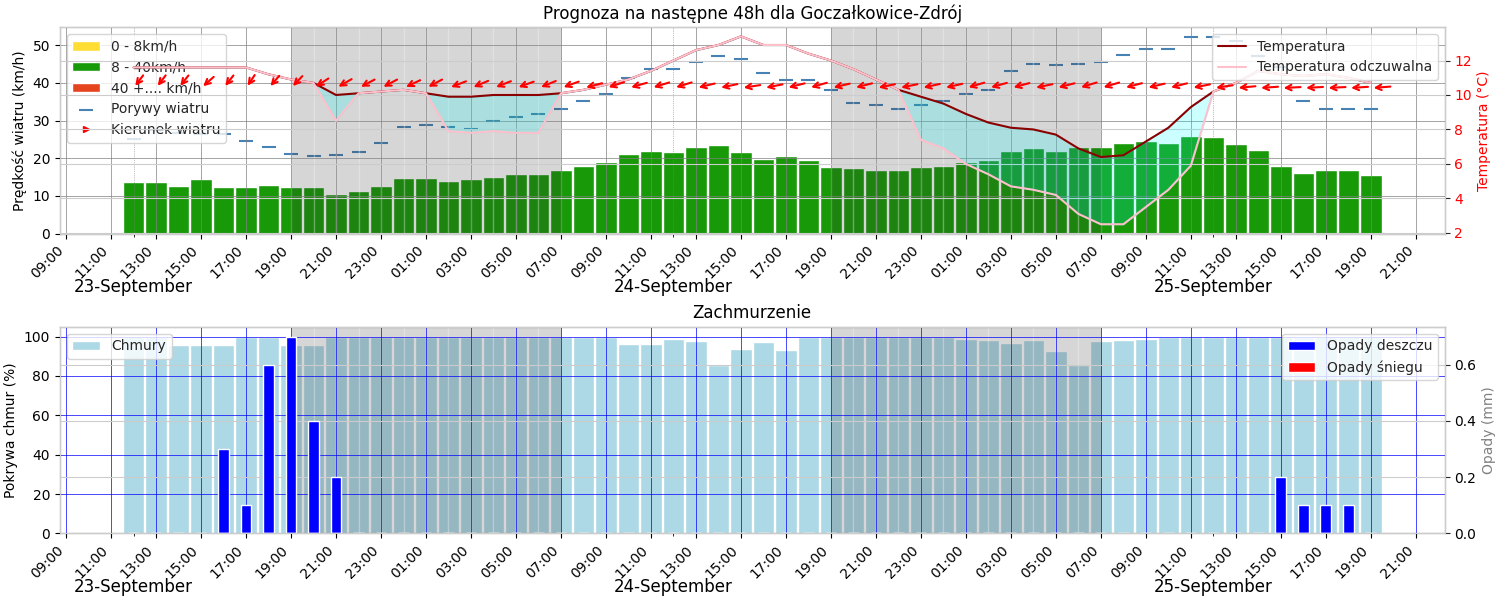 Prognoza na następne 48h dla Goczałkowice-Zdrój
Prędkość wiatru (km/h)
50
40
30
20
10
0
0 - 8km/h
8 - 40km/h
40 +.... km/h
Porywy wiatru
Kierunek wiatru
Temperatura
Temperatura odczuwalna
12
10
8
6
4
2
Temperatura (°C)
09:00 11:00 13:00 15:00 17:00 19:00 21:00 23:00 01:00 03:00 05:00 07:00 09:00 11:00 13:00 15:00 17:00 19:00 21:00 23:00 01:00 03:00 05:00 07:00 09:00 11:00 13:00 15:00 17:00 19:00 21:00
23-September 24-September 25-September
Zachmurzenie
Pokrywa chmur (%)
100
80
60
40
20
0
Chmury
Opady deszczu
Opady śniegu
0.6
0.4
0.2
0.0
Opady (mm)
09:00 11:00 13:00 15:00 17:00 19:00 21:00 23:00 01:00 03:00 05:00 07:00 09:00 11:00 13:00 15:00 17:00 19:00 21:00 23:00 01:00 03:00 05:00 07:00 09:00 11:00 13:00 15:00 17:00 19:00 21:00
23-September 24-September 25-September